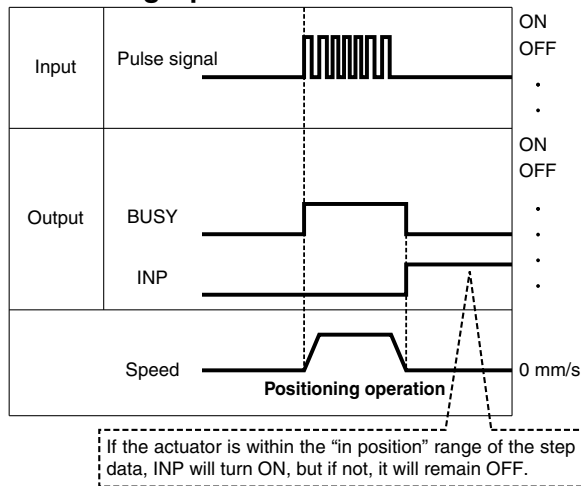 ON
Input
Pulse signal
OFF
ON
OFF
Output
BUSY
INP
Speed
0 mm/s
Positioning operation
If the actuator is within the “in position” range of the step
data, INP will turn ON, but if not, it will remain OFF.